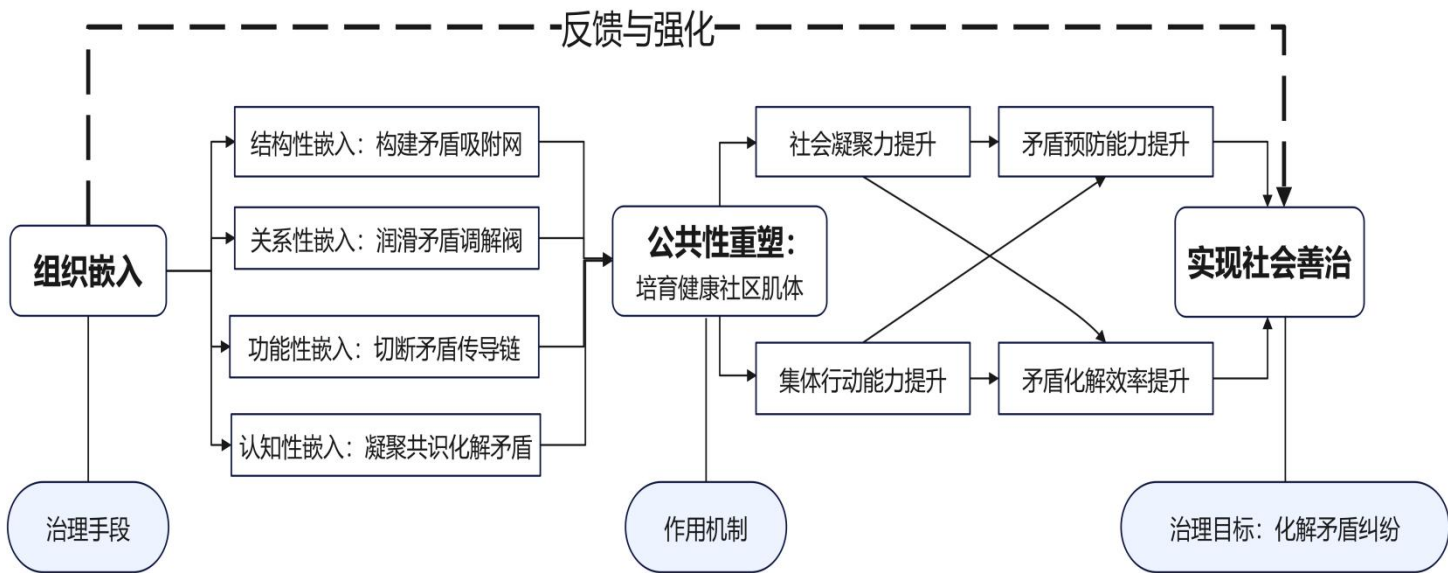 反馈与强化
组织嵌入
结构性嵌入：构建矛盾吸附网
关系性嵌入：润滑矛盾调解阀
功能性嵌入：切断矛盾传导链
认知性嵌入：凝聚共识化解矛盾
公共性重塑：
培育健康社区肌体
社会凝聚力提升
矛盾预防能力提升
集体行动能力提升
矛盾化解效率提升
实现社会善治
治理手段
作用机制
治理目标：化解矛盾纠纷